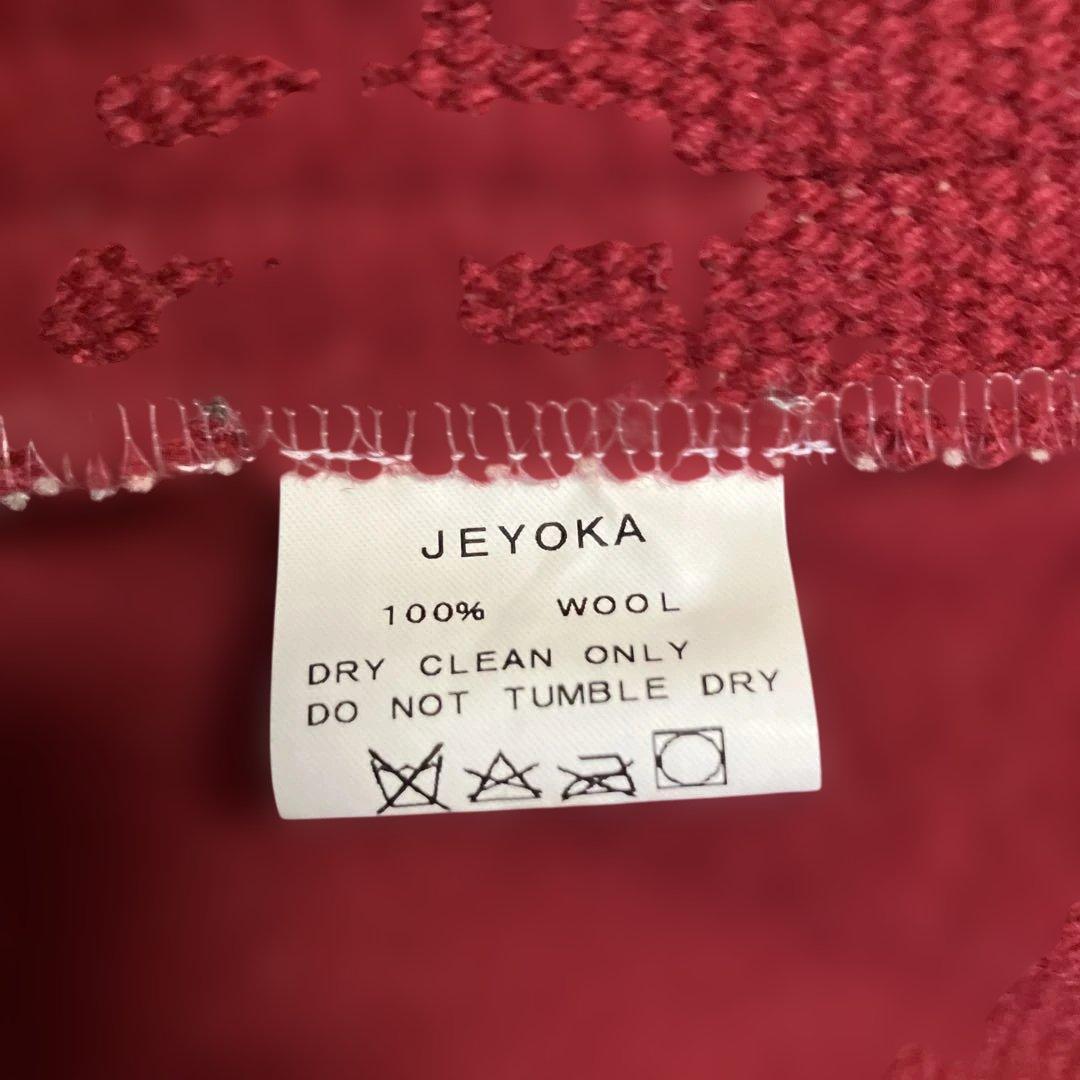 JEYOKA
100% WOOL
DRY CLEAN ONLY
DO NOT TUMBLE DRY